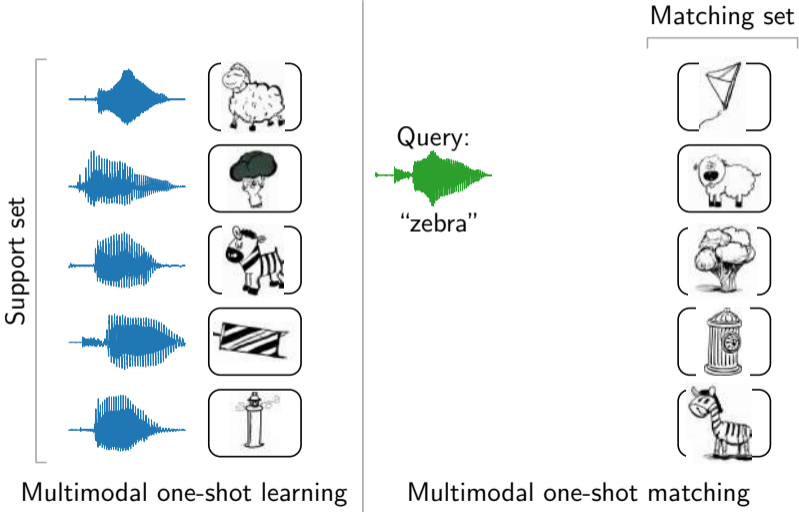 Matching set
Support set
Query:
“zebra”
Multimodal one-shot learning
Multimodal one-shot matching